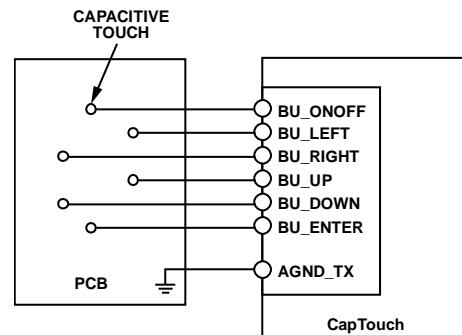 CAPACITIVE
TOUCH
BU_ONOFF
BU_LEFT
BU_RIGHT
BU_UP
BU_DOWN
BU_ENTER
AGND_TX
PCB
CapTouch